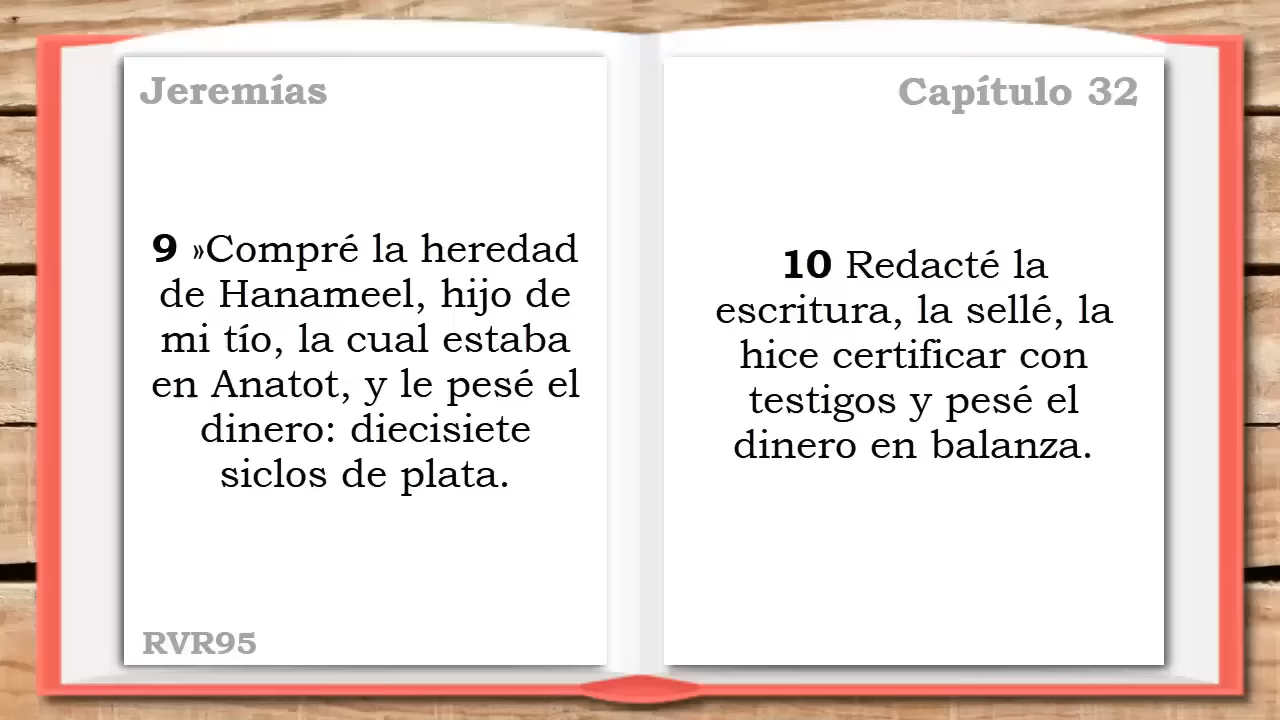 Jeremías
9 »Compré la heredad
de Hanameel, hijo de
mi tío, la cual estaba
en Anatot, y le pesé el
dinero: diecisiete
siclos de plata.
RVR95
Capítulo 32
10 Redacté la
escritura, la sellé, la
hice certificar con
testigos y pesé el
dinero en balanza.